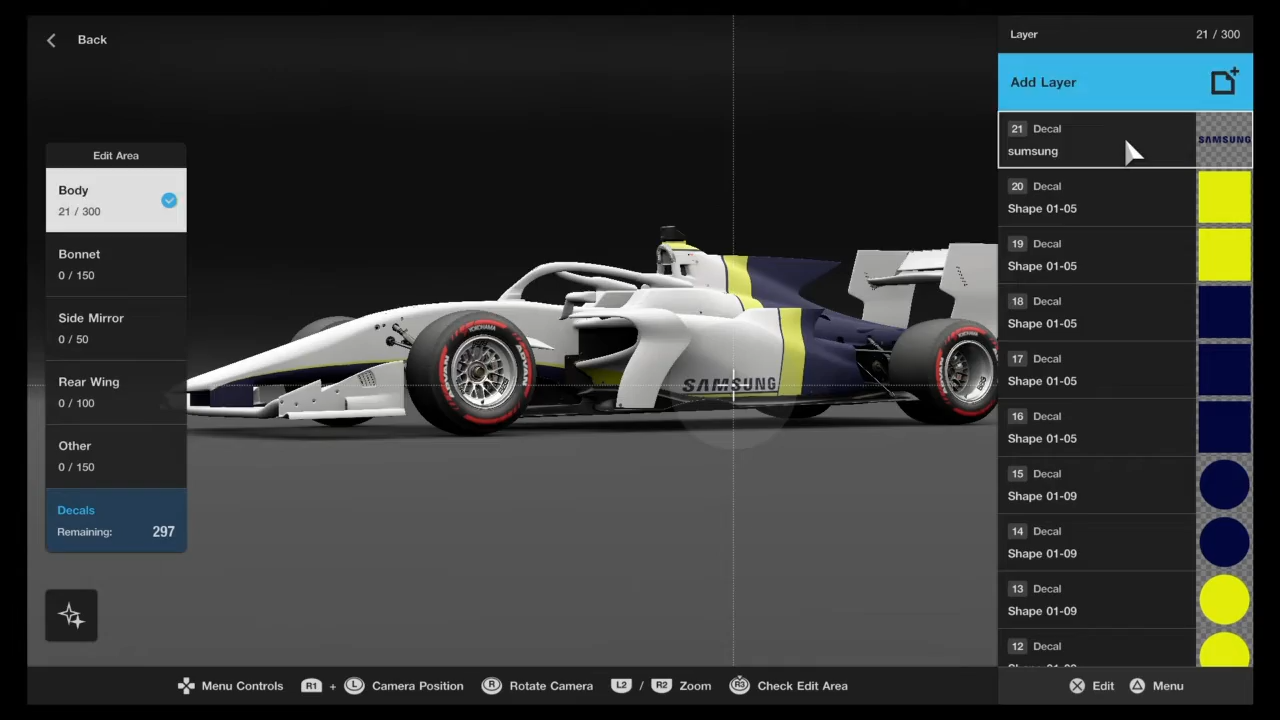 Back
Edit Area
Body
21 / 300
Bonnet
0 / 150
Side Mirror
0 / 50
Rear Wing
0 / 100
Other
0 / 150
Decals
Remaining: 297
SAMSUNG
YOKOHAMA
ADVAN
ADVAN
Layer 21 / 300
Add Layer
21 Decal
sumsung
SAMSUNG
20 Decal
Shape 01-05
19 Decal
Shape 01-05
18 Decal
Shape 01-05
17 Decal
Shape 01-05
16 Decal
Shape 01-05
15 Decal
Shape 01-09
14 Decal
Shape 01-09
13 Decal
Shape 01-09
12 Decal
Menu Controls R1 + L Camera Position R Rotate Camera L2 / R2 Zoom R3 Check Edit Area Edit Menu